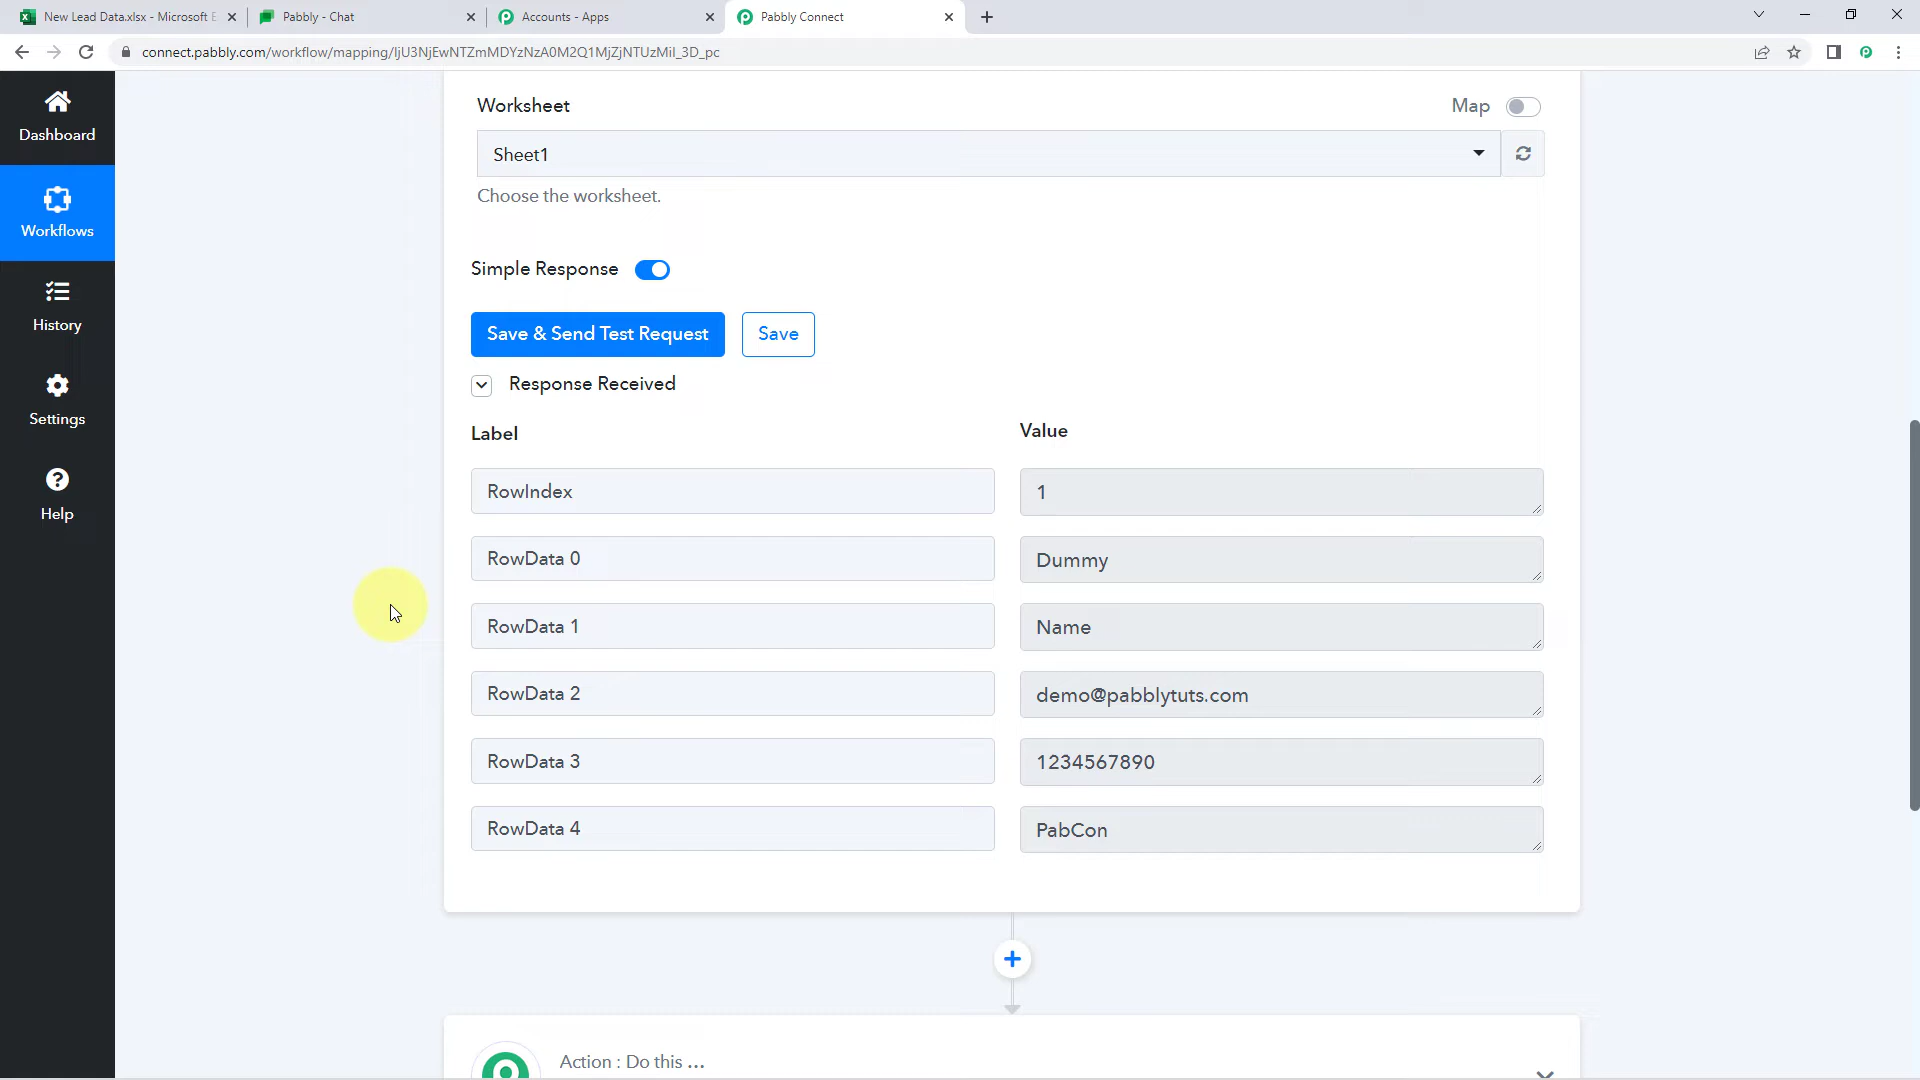 New Lead Data.xlsx - Microsoft E
Pabbly - Chat
Accounts - Apps
Pabbly Connect
connect.pabbly.com/workflow/mapping/IjU3NjEwNTZmMDYzNzA0M2Q1MjZjNTUzMiI_3D_pc
Dashboard
Workflows
History
Settings
Help
Worksheet
Map
Sheet1
Choose the worksheet.
Simple Response
Save & Send Test Request
Save
Response Received
Label
Value
RowIndex
1
RowData 0
Dummy
RowData 1
Name
RowData 2
demo@pabblytuts.com
RowData 3
1234567890
RowData 4
PabCon
Action : Do this ...